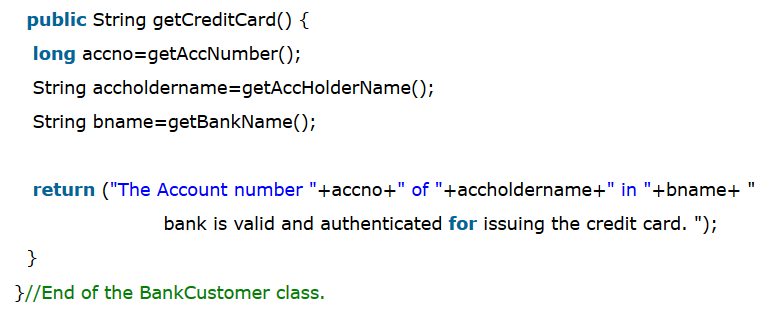 public String getCreditCard() {
long accno=getAccNumber();
String accholdername=getAccHolderName();
String bname=getBankName();
return ("The Account number "+accno+" of "+accholdername+" in "+bname+ "
bank is valid and authenticated for issuing the credit card. ");
}
}//End of the BankCustomer class.